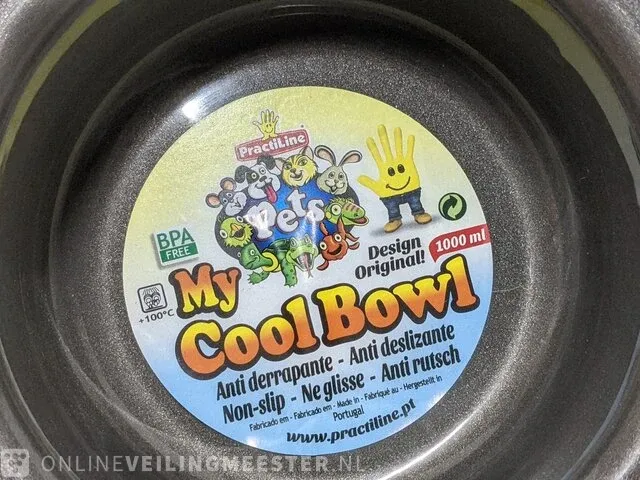 PractiLine
Pets
BPA
FREE
Design
Original!
1000 ml
+100°C
My
Cool Bowl
Anti derrapante - Anti deslizante
Non-slip - Ne glisse - Anti rutsch
Fabricado em - Fabricado em - Made in - Fabriqué au - Hergestellt in
Portugal
www.practiline.pt
ONLINEVEILINGMEESTER.NL